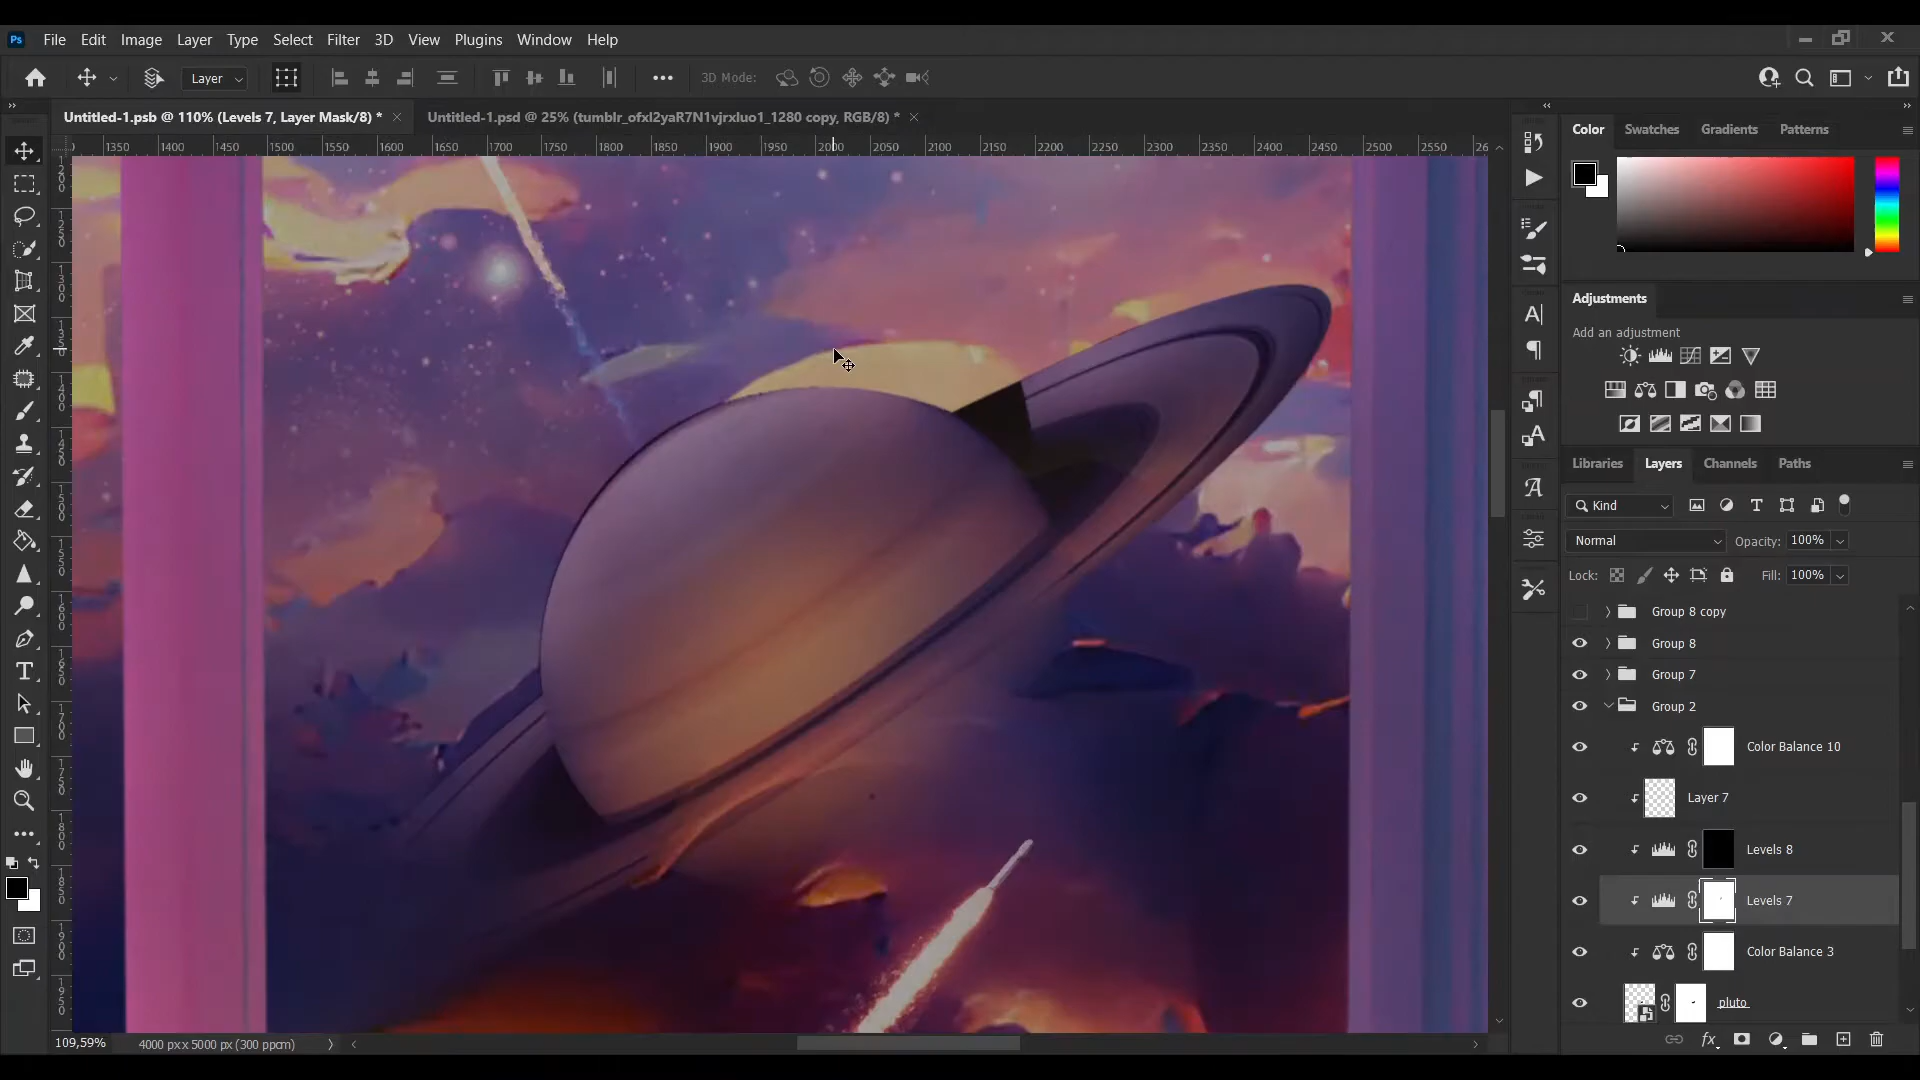 Ps File Edit Image Layer Type Select Filter 3D View Plugins Window Help
Layer 3D Mode:
Untitled-1.psb @ 110% (Levels 7, Layer Mask/8) * Untitled-1.psd @ 25% (tumblr_ofxl2yaR7N1vjrxluo1_1280 copy, RGB/8) *
1350 1400 1450 1500 1550 1600 1650 1700 1750 1800 1850 1900 1950 2000 2050 2100 2150 2200 2250 2300 2350 2400 2450 2500 2550 26
Color Swatches Gradients Patterns
Adjustments
Add an adjustment
Libraries Layers Channels Paths
Kind
Normal Opacity: 100%
Lock: Fill: 100%
Group 8 copy
Group 8
Group 7
Group 2
Color Balance 10
Layer 7
Levels 8
Levels 7
Color Balance 3
pluto
109,59% 4000 px x 5000 px (300 ppcm)